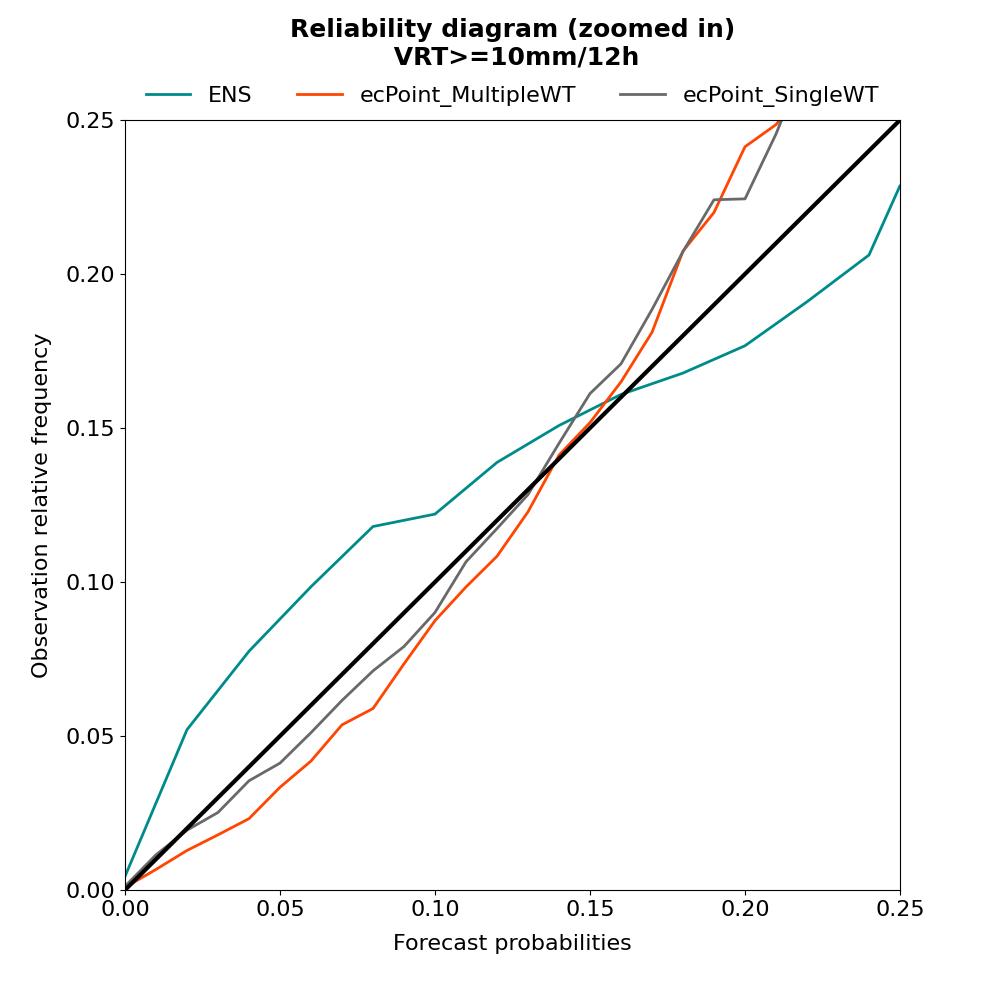 Reliability diagram (zoomed in)
VRT>=10mm/12h
ENS ecPoint_MultipleWT ecPoint_SingleWT
0.25
0.20
0.15
0.10
0.05
0.00
Observation relative frequency
0.00 0.05 0.10 0.15 0.20 0.25
Forecast probabilities